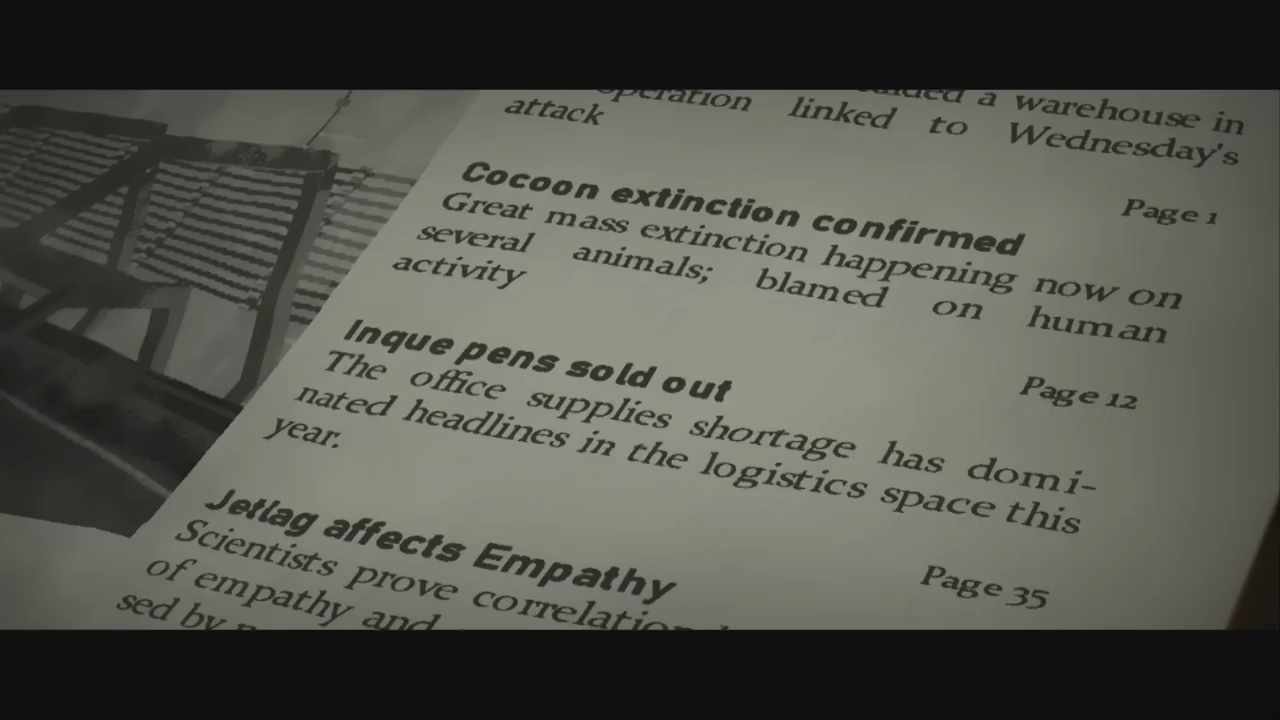 operation linked to Wednesday's
a warehouse in
attack
Page 1
Cocoon extinction confirmed
Great mass extinction happening now on
several animals; blamed on human
activity
Page 12
Inque pens sold out
The office supplies shortage has domi-
nated headlines in the logistics space this
year.
Page 35
Jetlag affects Empathy
Scientists prove correlation
of empathy and
sed by